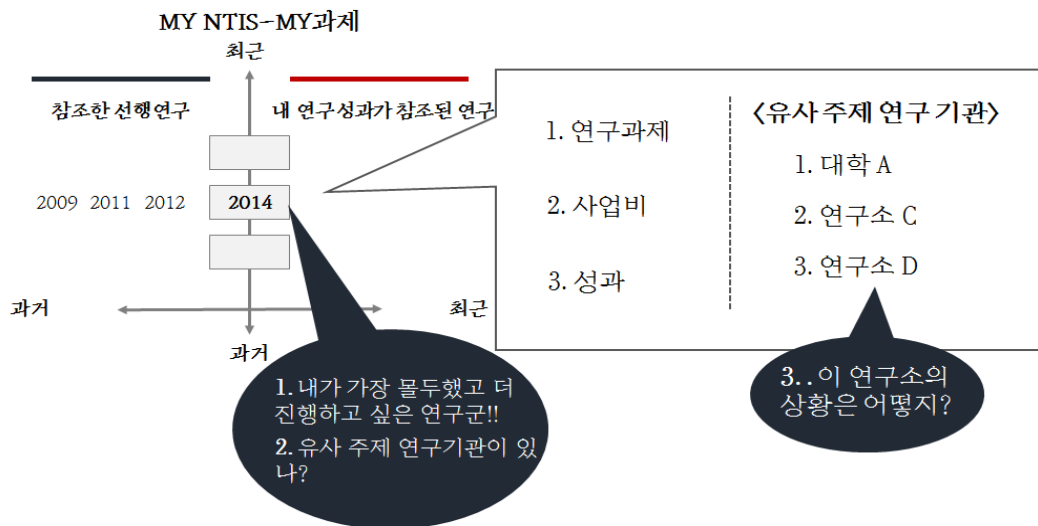 MY NTIS-MY과제
최근
참조한 선행연구
내 연구성과가 참조된 연구
2009 2011 2012
2014
과거
최근
과거
1. 연구과제
2. 사업비
3. 성과
<유사 주제 연구 기관>
1. 대학 A
2. 연구소 C
3. 연구소 D
1. 내가 가장 몰두했고 더
진행하고 싶은 연구군!!
2. 유사 주제 연구기관이 있
나?
3. . 이 연구소의
상황은 어떨지?